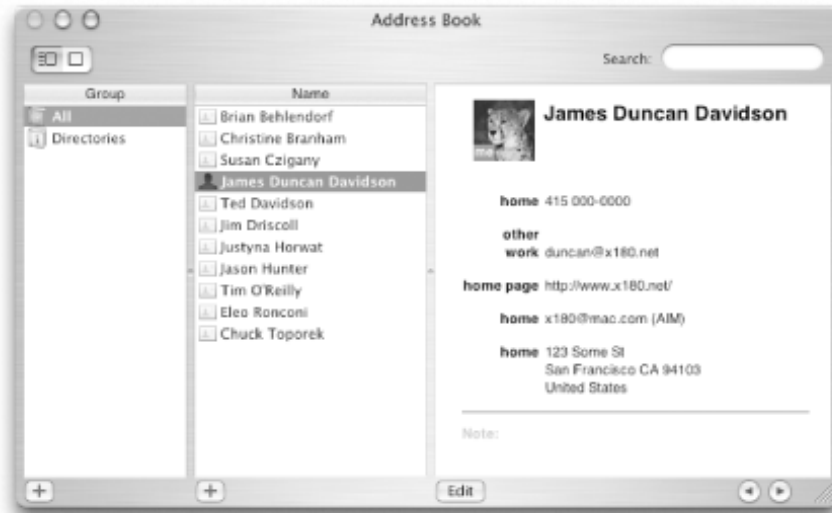 Address Book
Search:
Group
All
Directories
Name
Brian Behlendorf
Christine Branham
Susan Czigany
James Duncan Davidson
Ted Davidson
Jim Driscoll
Justyna Horwat
Jason Hunter
Tim O'Reilly
Eleo Ronconi
Chuck Toporek
James Duncan Davidson
me
home 415 000-0000
other
work duncan@x180.net
home page http://www.x180.net/
home x180@mac.com (AIM)
home 123 Some St
San Francisco CA 94103
United States
Note:
Edit